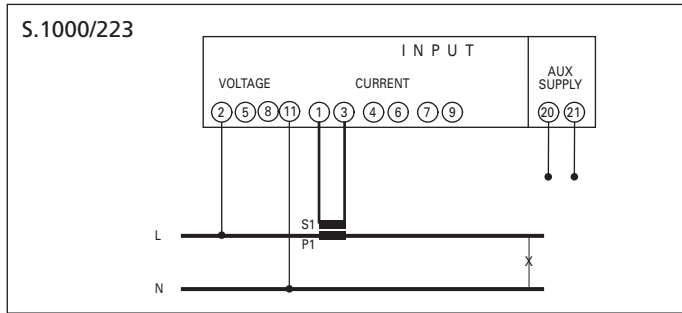 S.1000/223
INPUT
AUX
SUPPLY
VOLTAGE CURRENT
2 5 8 11 1 3 4 6 7 9 20 21
S1
L
P1
X
N